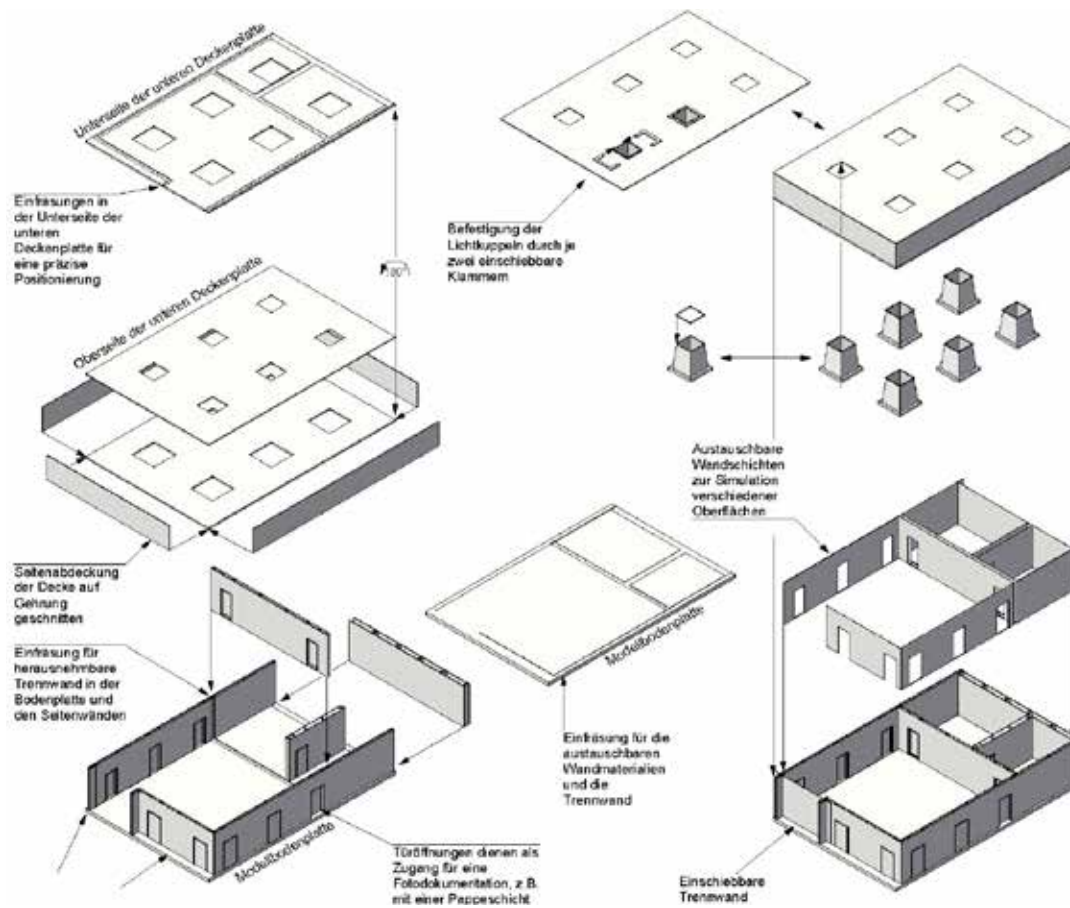 Unterseite der unteren Deckenplatte
Einfräsungen in
der Unterseite der
unteren
Deckenplatte für
eine präzise
Positionierung
Befestigung der
Lichtkuppeln durch je
zwei einschiebbare
Klammern
180°
Oberseite der unteren Deckenplatte
Austauschbare
Wandschichten
zur Simulation
verschiedener
Oberflächen
Seitenabdeckung
der Decke auf
Gehrung
geschnitten
Einfräsung für
herausnehmbare
Trennwand in der
Bodenplatte und
den Seitenwänden
Modellbodenplatte
Einfräsung für die
austauschbaren
Wandmaterialien
und die
Trennwand
Modellbodenplatte
Türöffnungen dienen als
Zugang für eine
Fotodokumentation, z.B.
mit einer Pappeschicht
Einschiebbare
Trennwand